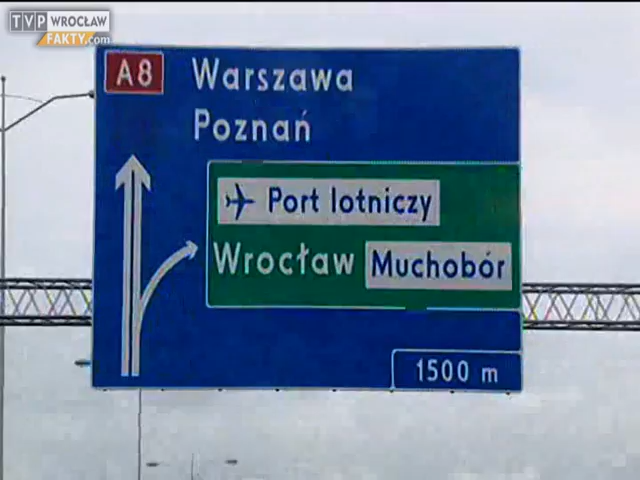 TVP WROCŁAW
FAKTY.com
A8 Warszawa
Poznań
Port lotniczy
Wrocław Muchobór
1500 m